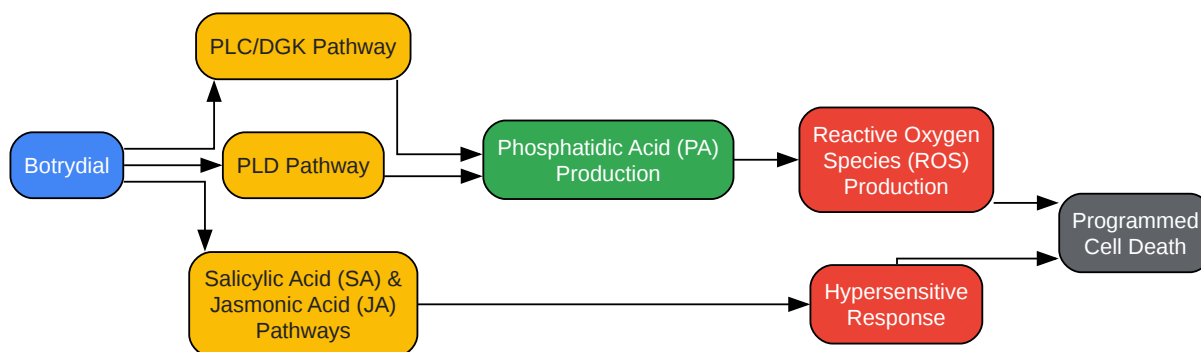 PLC/DGK Pathway
Botrydial
PLD Pathway
Phosphatidic Acid (PA)
Production
Reactive Oxygen
Species (ROS)
Production
Programmed
Cell Death
Salicylic Acid (SA) &
Jasmonic Acid (JA)
Pathways
Hypersensitive
Response